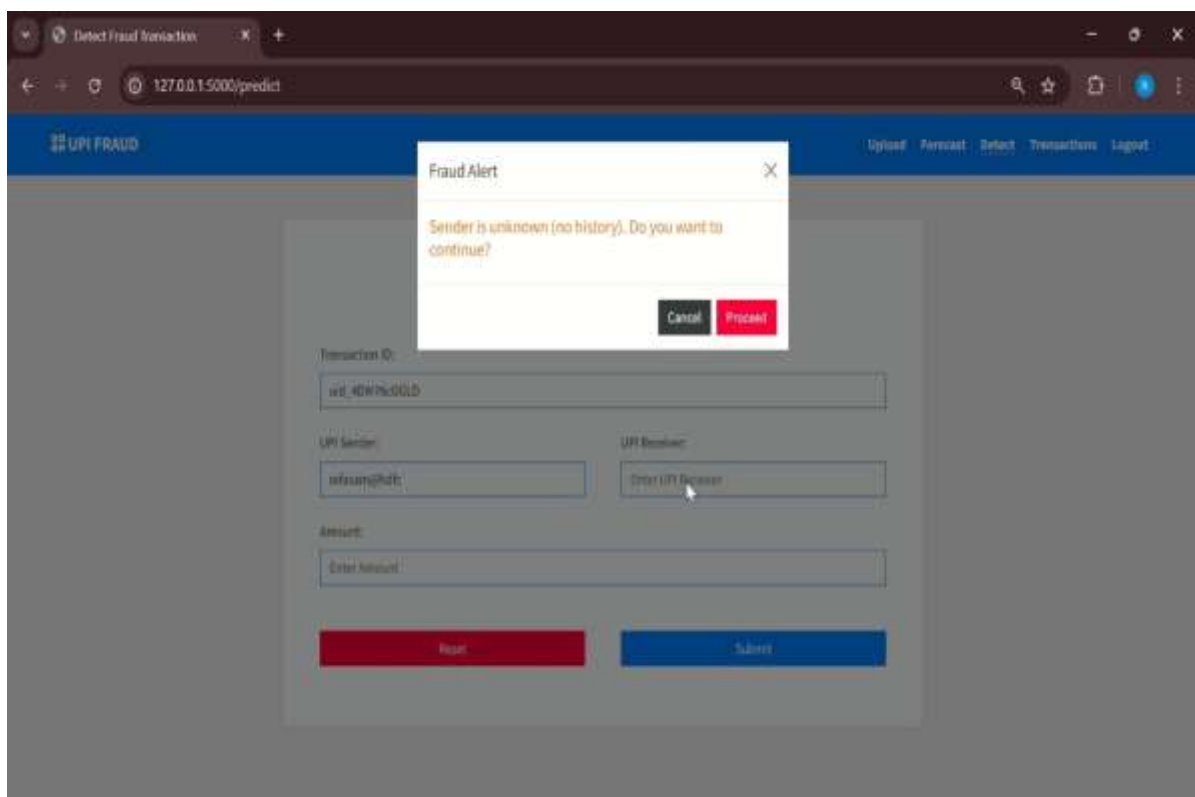 Detect Fraud Transaction
127.0.0.1:5000/predict
UPI FRAUD
Upload Forecast Detect Transactions Logout
Fraud Alert
Sender is unknown (no history). Do you want to
continue?
Cancel Proceed
Transaction ID:
UPI Sender: UPI Receiver:
Enter UPI Receiver
Amount:
Enter Amount
Reset Submit